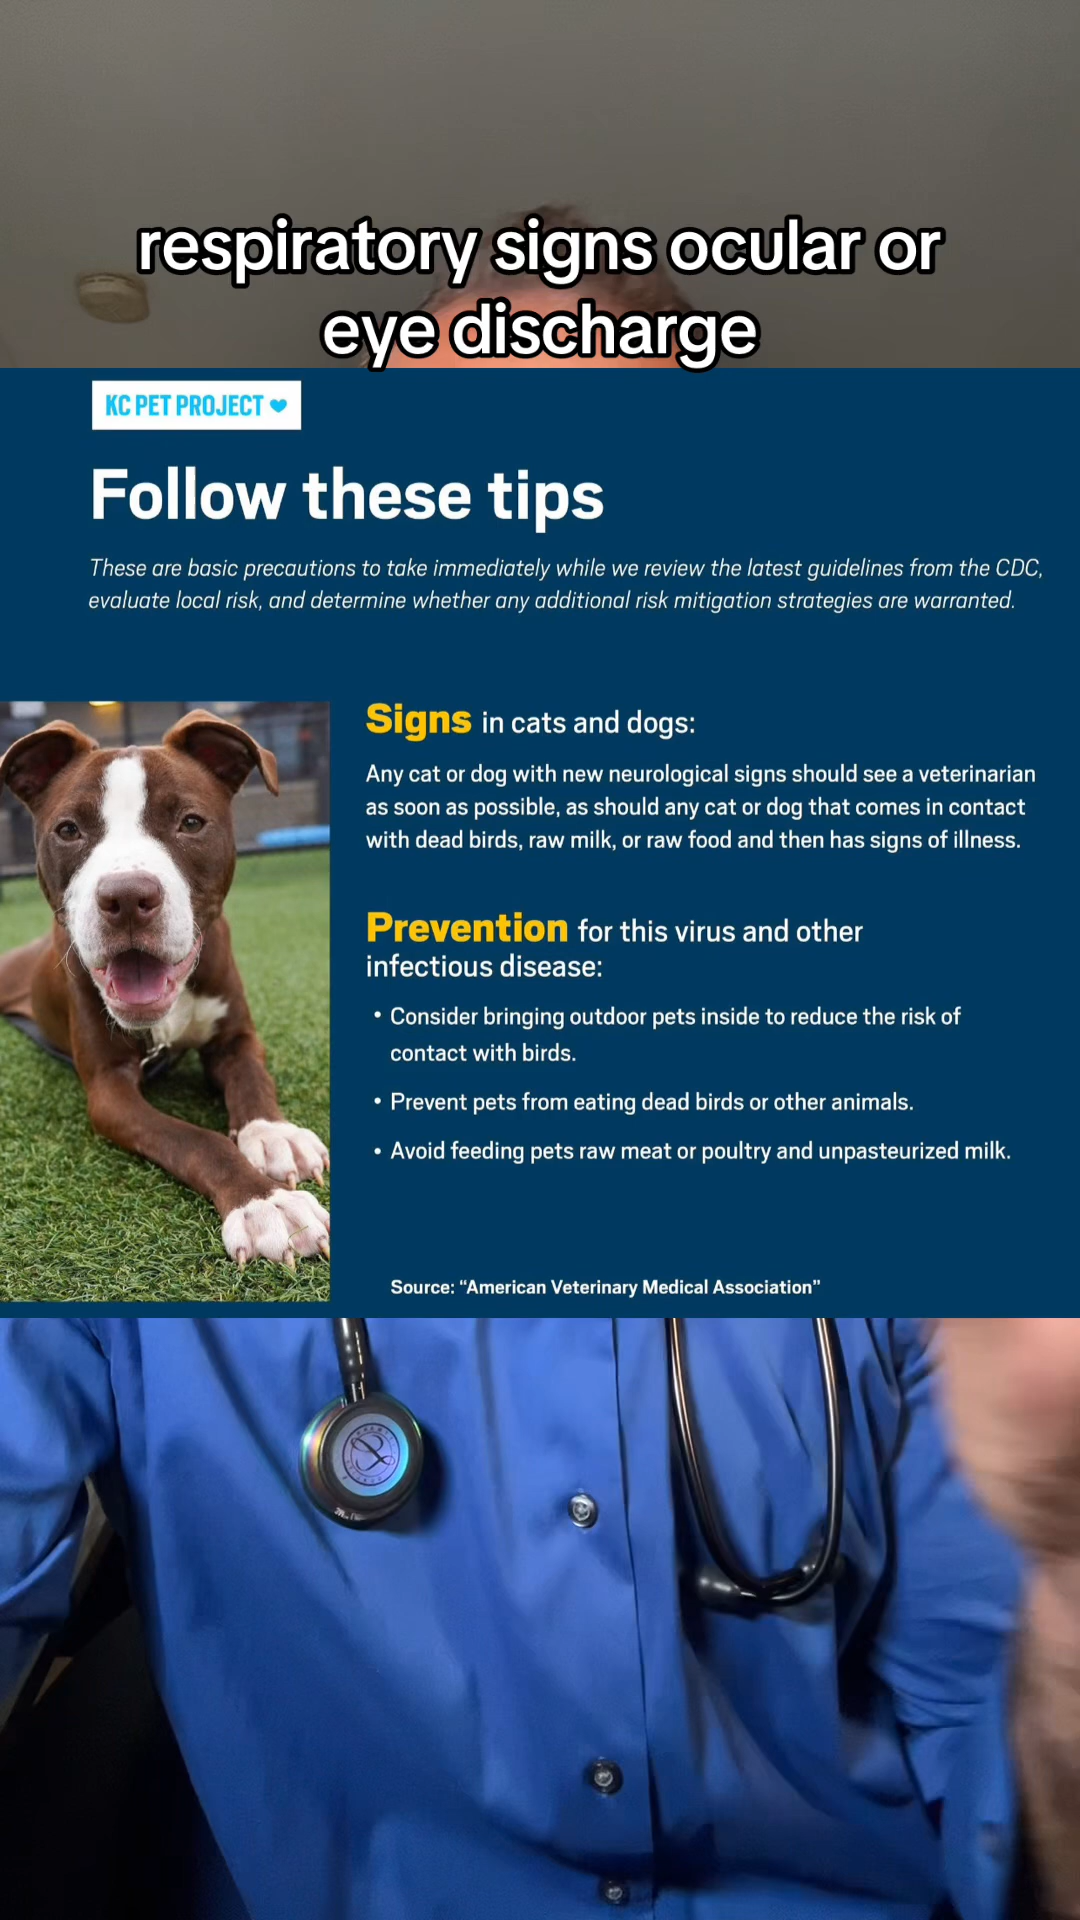 respiratory signs ocular or
eye discharge
KC PET PROJECT
Follow these tips
These are basic precautions to take immediately while we review the latest guidelines from the CDC,
evaluate local risk, and determine whether any additional risk mitigation strategies are warranted.
Signs in cats and dogs:
Any cat or dog with new neurological signs should see a veterinarian
as soon as possible, as should any cat or dog that comes in contact
with dead birds, raw milk, or raw food and then has signs of illness.
Prevention for this virus and other
infectious disease:
• Consider bringing outdoor pets inside to reduce the risk of
contact with birds.
• Prevent pets from eating dead birds or other animals.
• Avoid feeding pets raw meat or poultry and unpasteurized milk.
Source: “American Veterinary Medical Association”